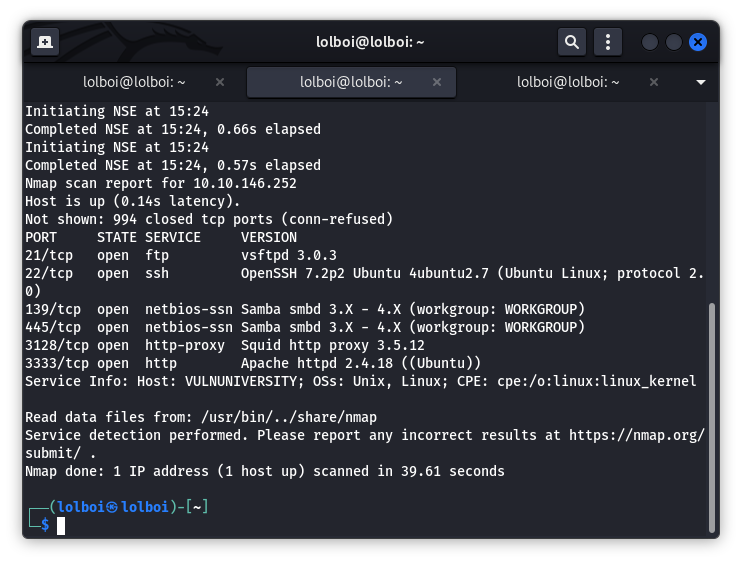 lolboi@lolboi: ~
lolboi@lolboi: ~ lolboi@lolboi: ~ lolboi@lolboi: ~
Initiating NSE at 15:24
Completed NSE at 15:24, 0.66s elapsed
Initiating NSE at 15:24
Completed NSE at 15:24, 0.57s elapsed
Nmap scan report for 10.10.146.252
Host is up (0.14s latency).
Not shown: 994 closed tcp ports (conn-refused)
PORT     STATE SERVICE     VERSION
21/tcp   open  ftp         vsftpd 3.0.3
22/tcp   open  ssh         OpenSSH 7.2p2 Ubuntu 4ubuntu2.7 (Ubuntu Linux; protocol 2.
0)
139/tcp  open  netbios-ssn Samba smbd 3.X - 4.X (workgroup: WORKGROUP)
445/tcp  open  netbios-ssn Samba smbd 3.X - 4.X (workgroup: WORKGROUP)
3128/tcp open  http-proxy  Squid http proxy 3.5.12
3333/tcp open  http        Apache httpd 2.4.18 ((Ubuntu))
Service Info: Host: VULNUNIVERSITY; OSs: Unix, Linux; CPE: cpe:/o:linux:linux_kernel
Read data files from: /usr/bin/../share/nmap
Service detection performed. Please report any incorrect results at https://nmap.org/
submit/ .
Nmap done: 1 IP address (1 host up) scanned in 39.61 seconds
┌──(lolboi㉿lolboi)-[~]
└─$